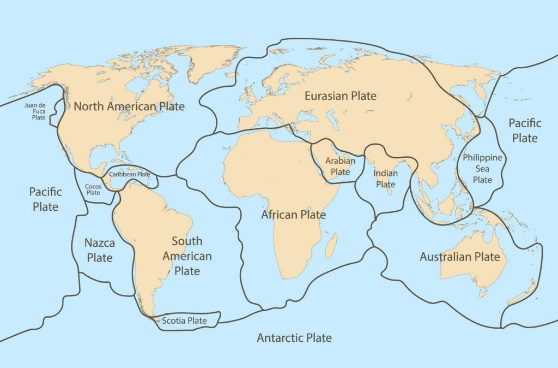 North American Plate
Juan de
Fuca
Plate
Eurasian Plate
Pacific
Plate
Philippine
Sea
Plate
Arabian
Plate
Indian
Plate
Caribbean Plate
Cocos
Plate
Pacific
Plate
African Plate
Nazca
Plate
South
American
Plate
Australian Plate
Scotia Plate
Antarctic Plate